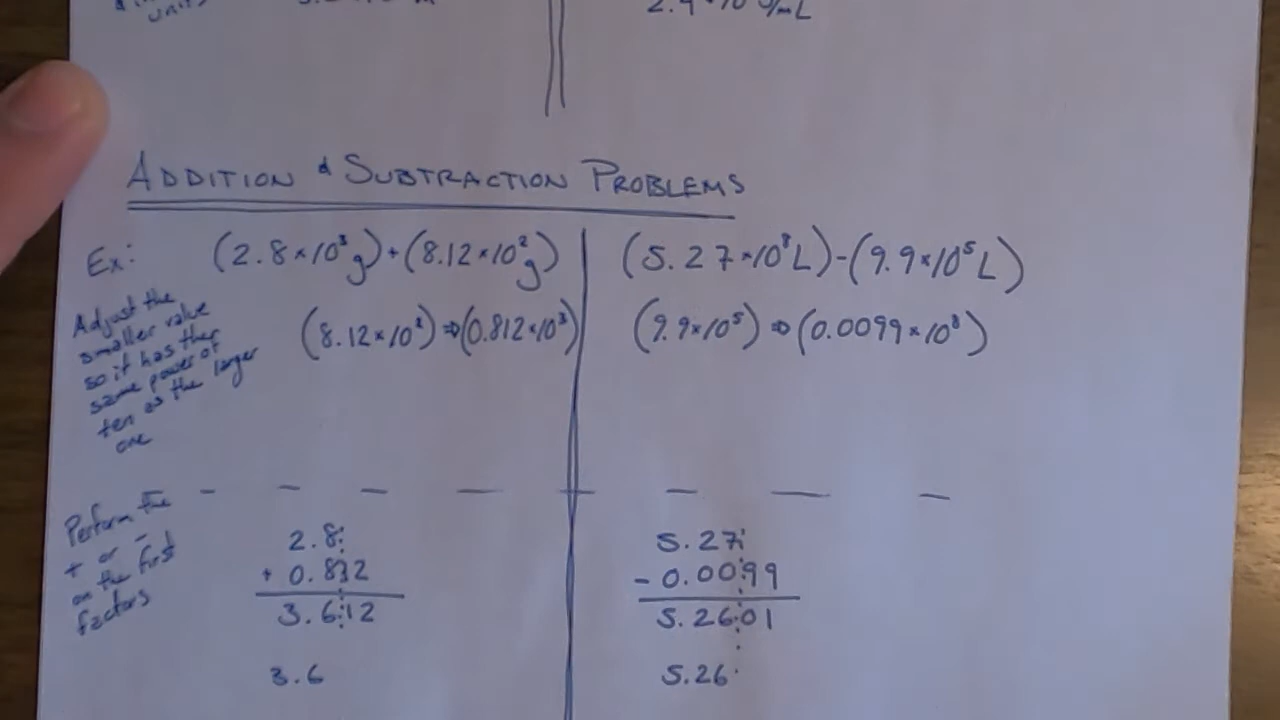 units
2.4×10 g/mL
ADDITION & SUBTRACTION PROBLEMS
Ex: (2.8×10³g)+(8.12×10²g)
(5.27×10⁸L)-(9.9×10⁵L)
Adjust the
smaller value
so it has the
same power of
ten as the larger
one
(8.12×10²)⇒(0.812×10³)
(9.9×10⁵)⇒(0.0099×10⁸)
Perform the
+ or -
on the first
factors
2.8
+ 0.812
3.612
3.6
5.27
- 0.0099
5.2601
5.26